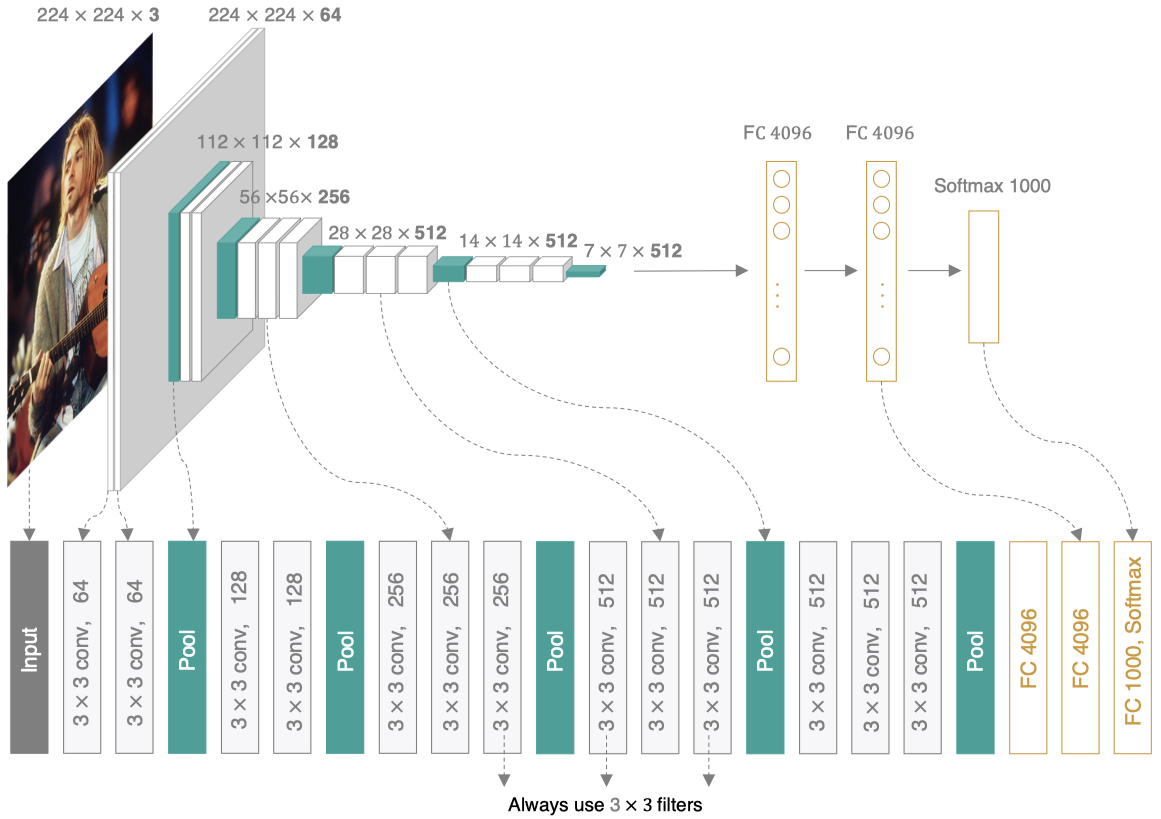 224 × 224 × 3
224 × 224 × 64
112 × 112 × 128
56 ×56× 256
28 × 28 × 512
14 × 14 × 512
7 × 7 × 512
FC 4096
FC 4096
Softmax 1000
Input
3 × 3 conv, 64
3 × 3 conv, 64
Pool
3 × 3 conv, 128
3 × 3 conv, 128
Pool
3 × 3 conv, 256
3 × 3 conv, 256
3 × 3 conv, 256
Pool
3 × 3 conv, 512
3 × 3 conv, 512
3 × 3 conv, 512
Pool
3 × 3 conv, 512
3 × 3 conv, 512
3 × 3 conv, 512
Pool
FC 4096
FC 4096
FC 1000, Softmax
Always use 3 × 3 filters